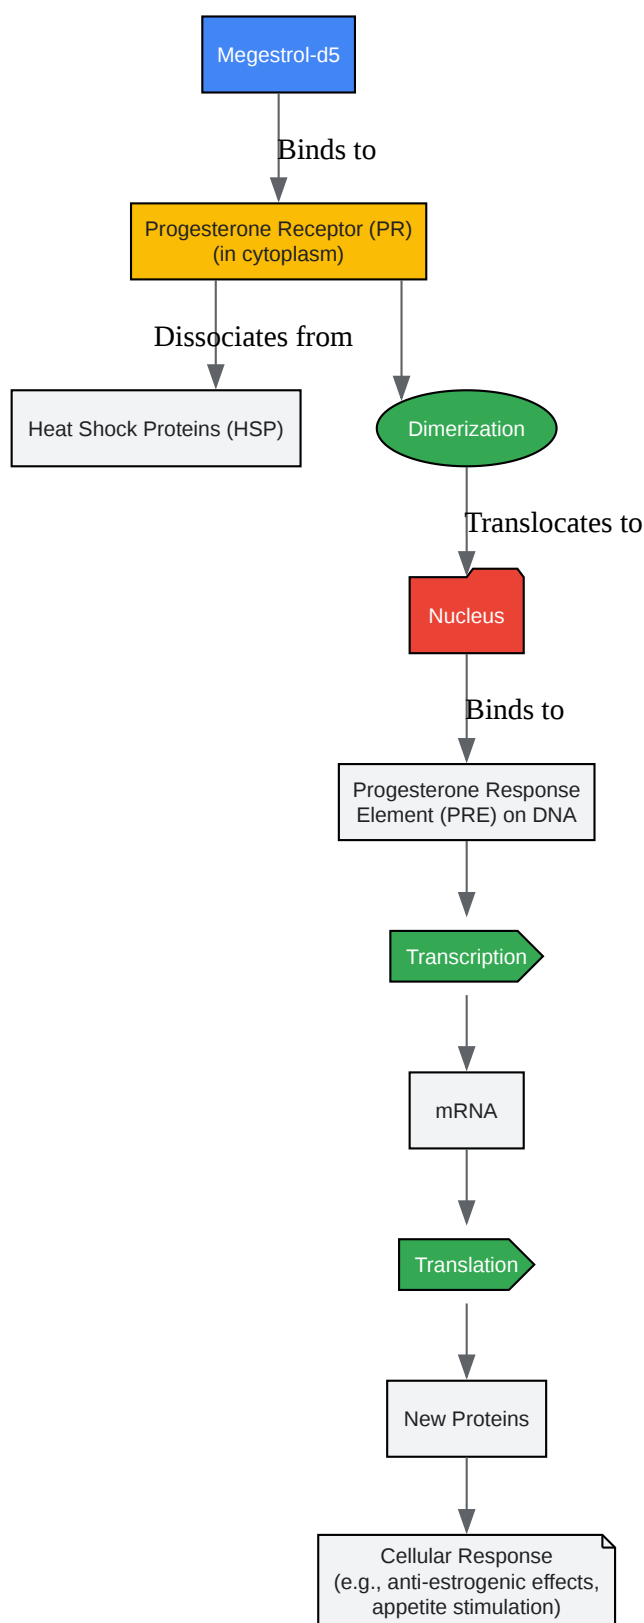 Megestrol-d5
Binds to
Progesterone Receptor (PR)
(in cytoplasm)
Dissociates from
Heat Shock Proteins (HSP)
Dimerization
Translocates to
Nucleus
Binds to
Progesterone Response
Element (PRE) on DNA
Transcription
mRNA
Translation
New Proteins
Cellular Response
(e.g., anti-estrogenic effects,
appetite stimulation)